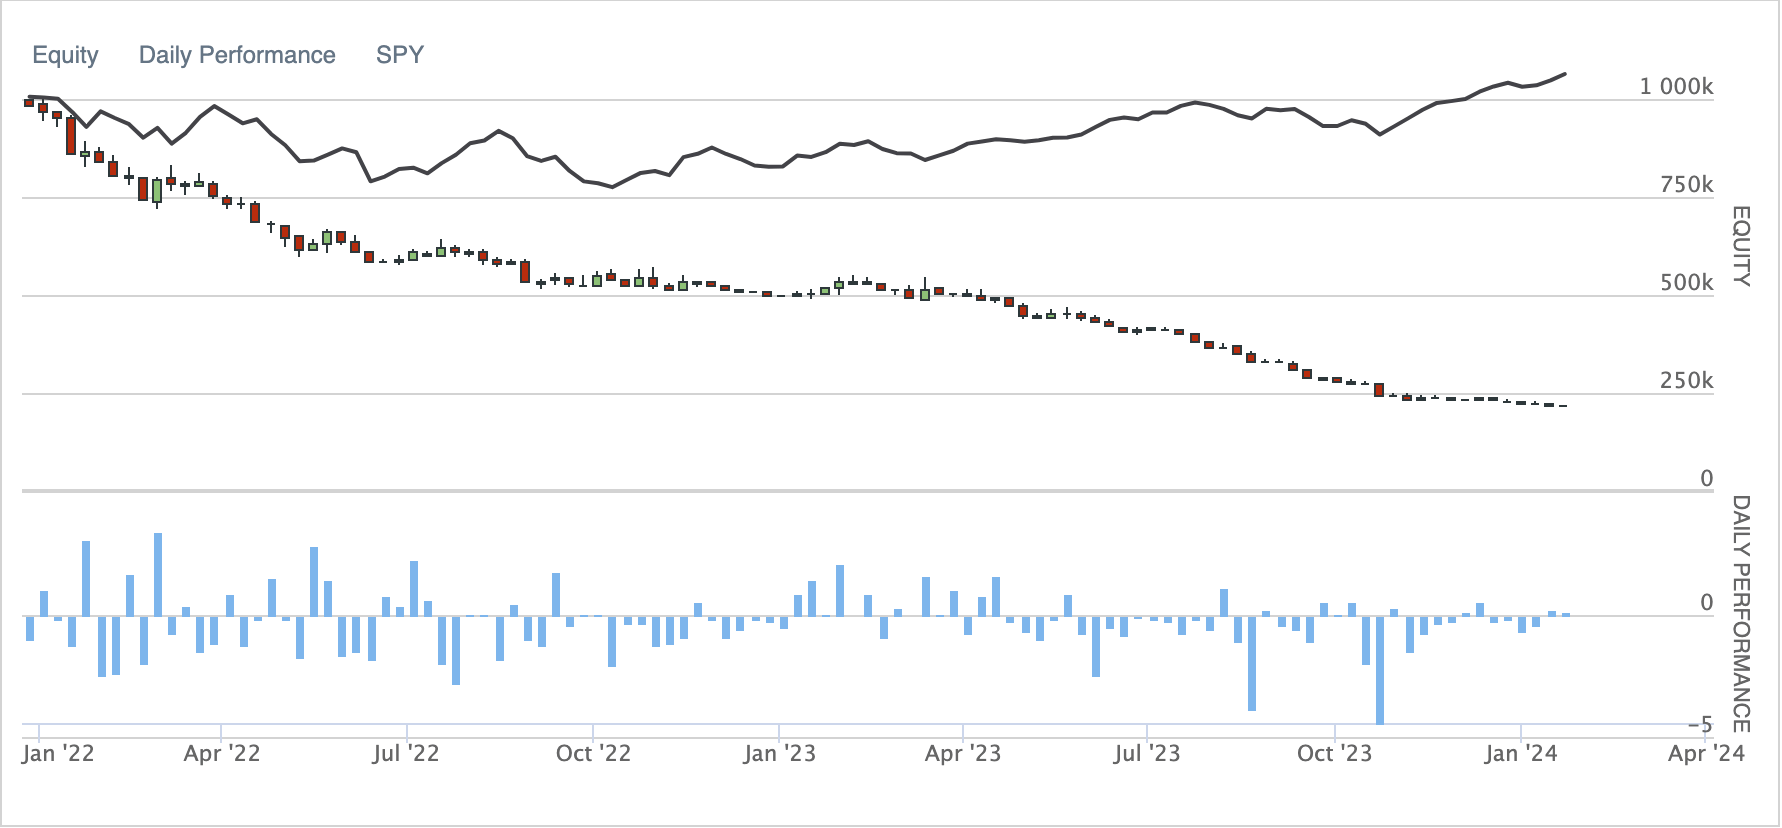 Equity Daily Performance SPY
1 000k
750k
500k
250k
0
EQUITY
0
-5
DAILY PERFORMANCE
Jan '22 Apr '22 Jul '22 Oct '22 Jan '23 Apr '23 Jul '23 Oct '23 Jan '24 Apr '24